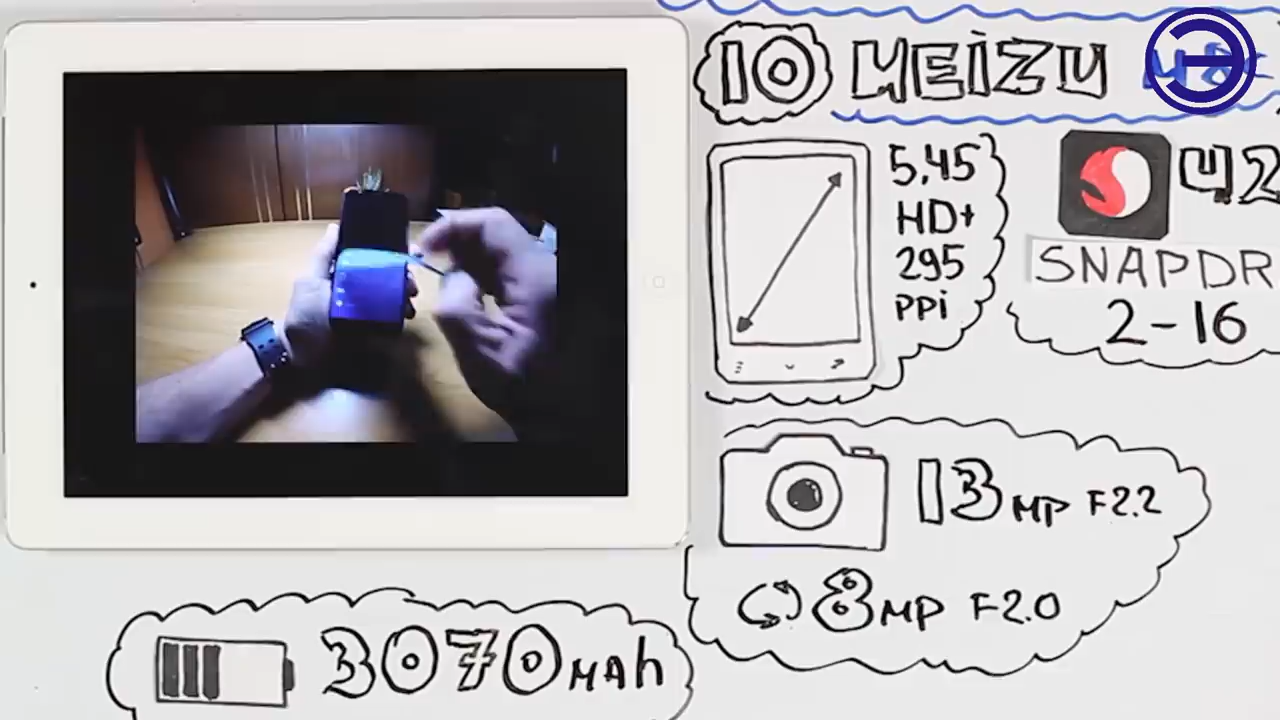 10 MEIZU
5,45
HD+
295
PPi
42
SNAPDR
2-16
13 MP F2.2
8 MP F2.0
3070 MAh